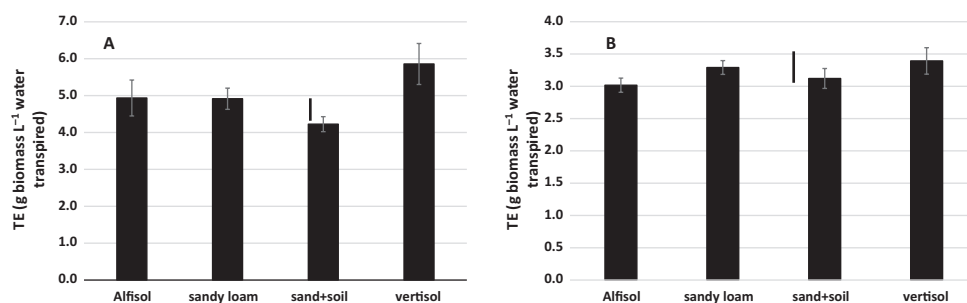 A
TE (g biomass L⁻¹ water
transpired)
7.0
6.0
5.0
4.0
3.0
2.0
1.0
0.0
Alfisol sandy loam sand+soil vertisol
B
TE (g biomass L⁻¹ water
transpired)
4.0
3.5
3.0
2.5
2.0
1.5
1.0
0.5
0.0
Alfisol sandy loam sand+soil vertisol